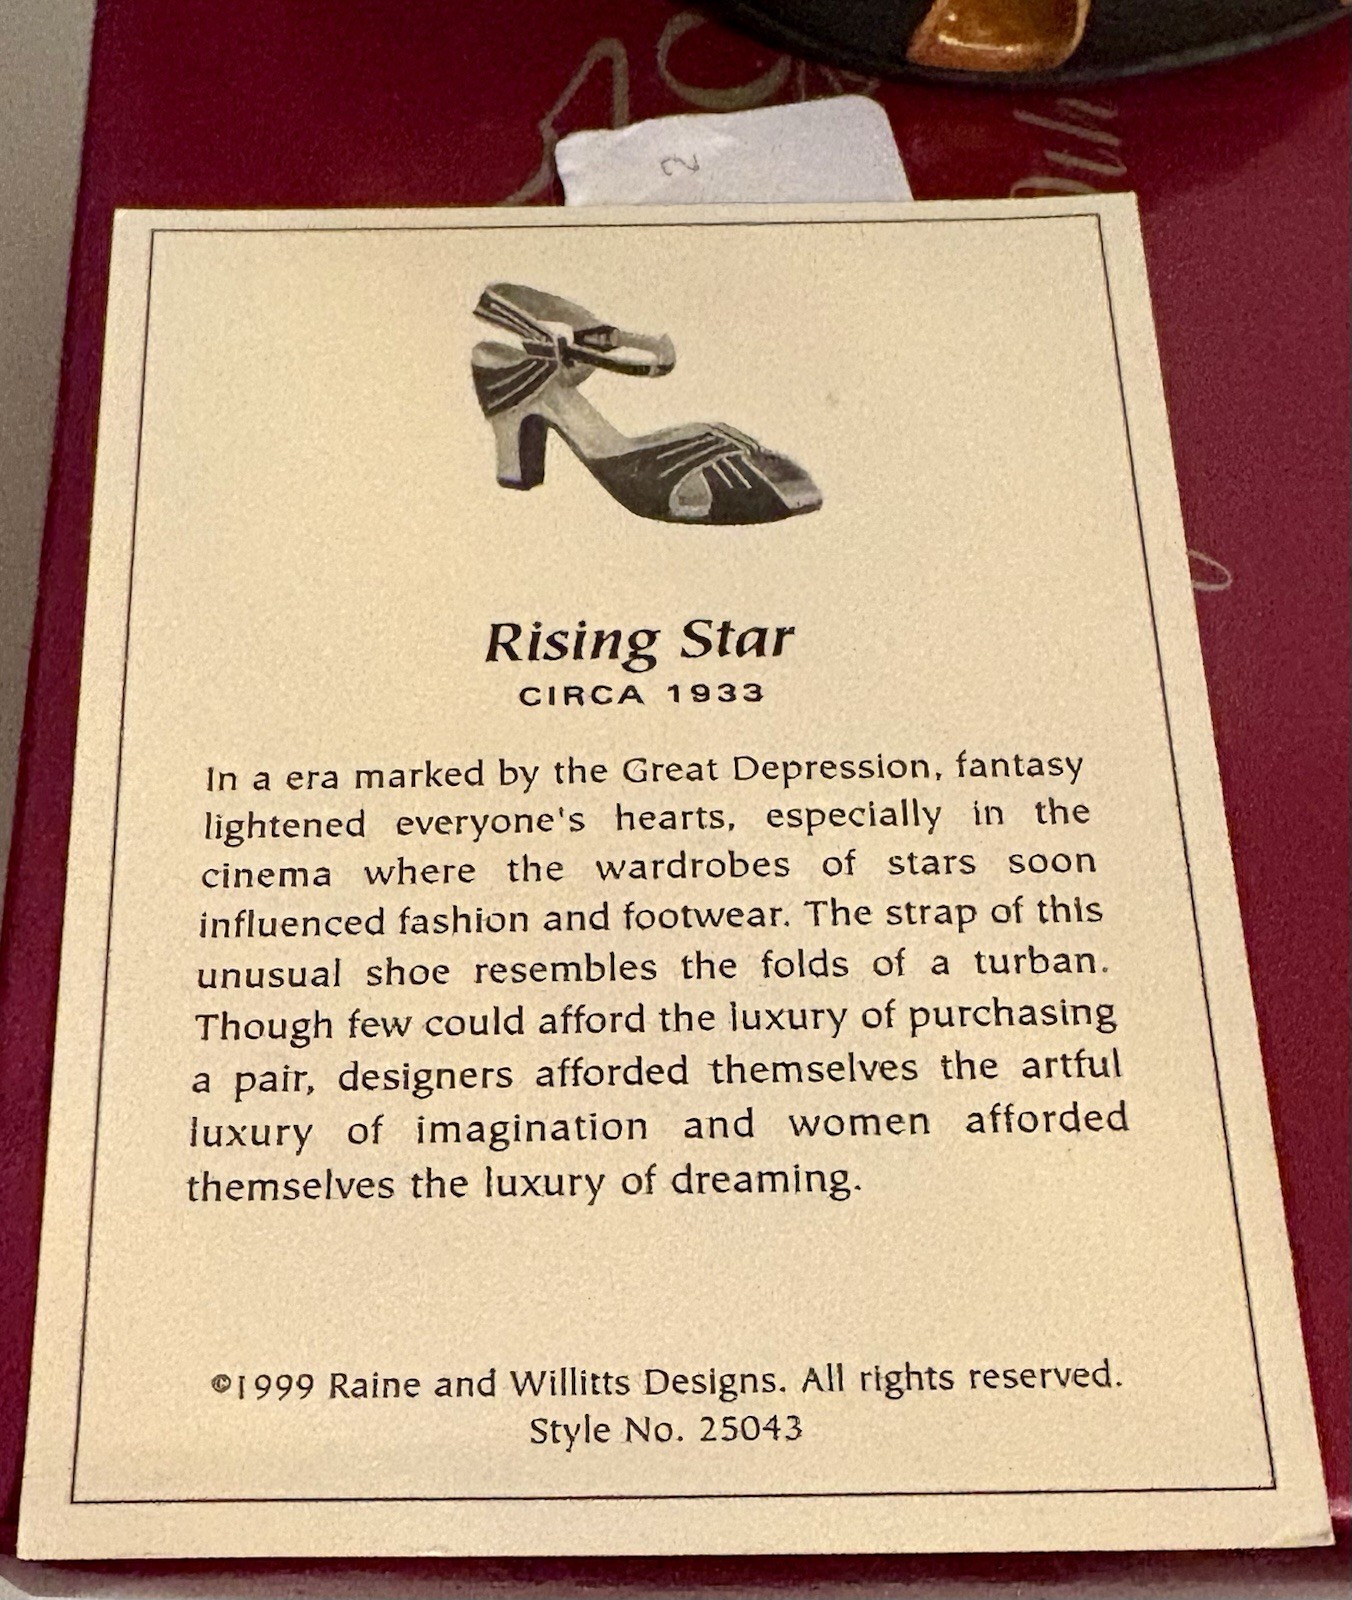 Rising Star
CIRCA 1933
In a era marked by the Great Depression, fantasy
lightened everyone's hearts, especially in the
cinema where the wardrobes of stars soon
influenced fashion and footwear. The strap of this
unusual shoe resembles the folds of a turban.
Though few could afford the luxury of purchasing
a pair, designers afforded themselves the artful
luxury of imagination and women afforded
themselves the luxury of dreaming.
©1999 Raine and Willitts Designs. All rights reserved.
Style No. 25043